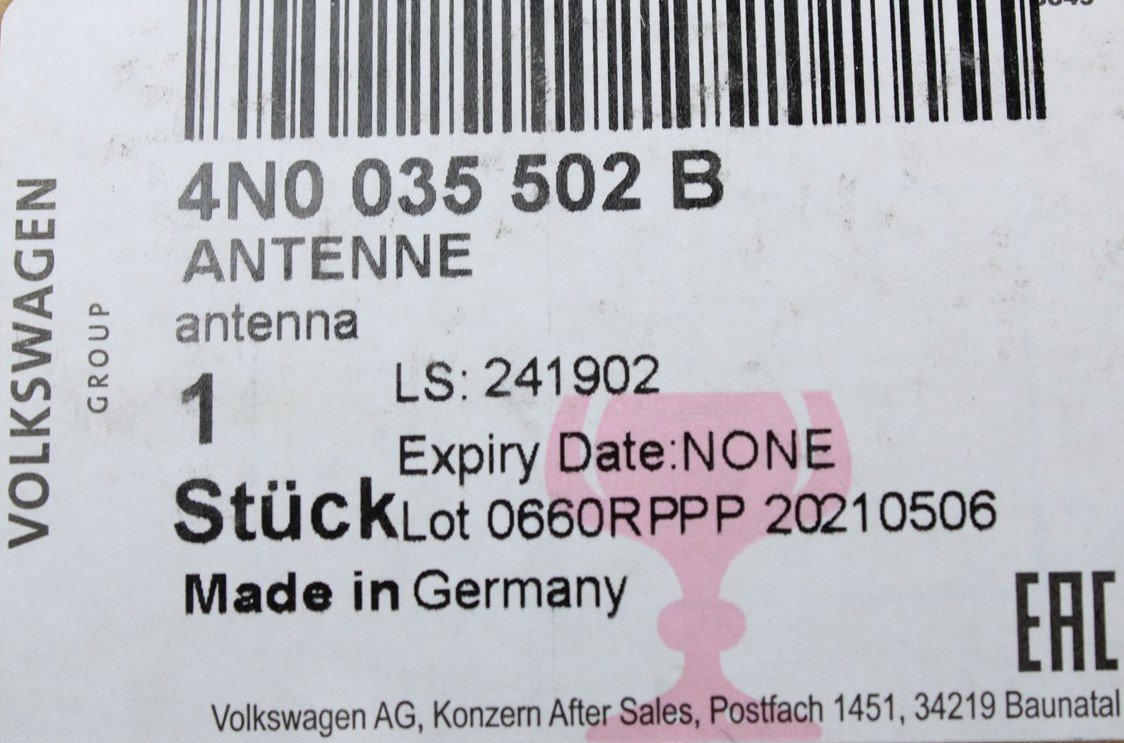 4N0 035 502 B
ANTENNE
antenna
1
LS: 241902
Expiry Date:NONE
Stück Lot 0660RPPP 20210506
Made in Germany
EAC
Volkswagen AG, Konzern After Sales, Postfach 1451, 34219 Baunatal
VOLKSWAGEN
GROUP